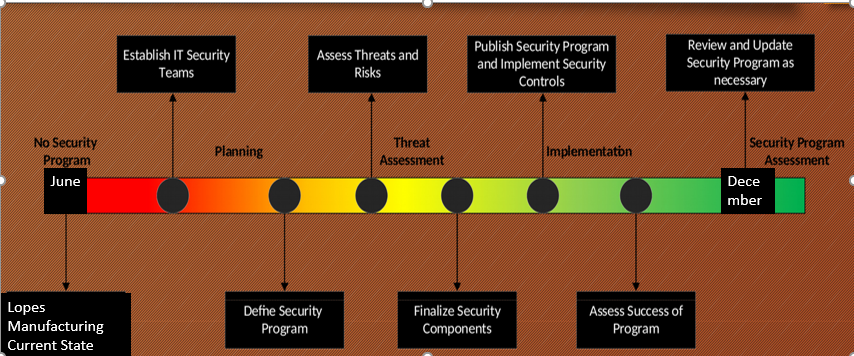 Establish IT Security
Teams
Assess Threats and
Risks
Publish Security Program
and Implement Security
Controls
Review and Update
Security Program as
necessary
No Security
Program
Planning
Threat
Assessment
Implementation
Security Program
Assessment
June
Dece
mber
Lopes
Manufacturing
Current State
Define Security
Program
Finalize Security
Components
Assess Success of
Program